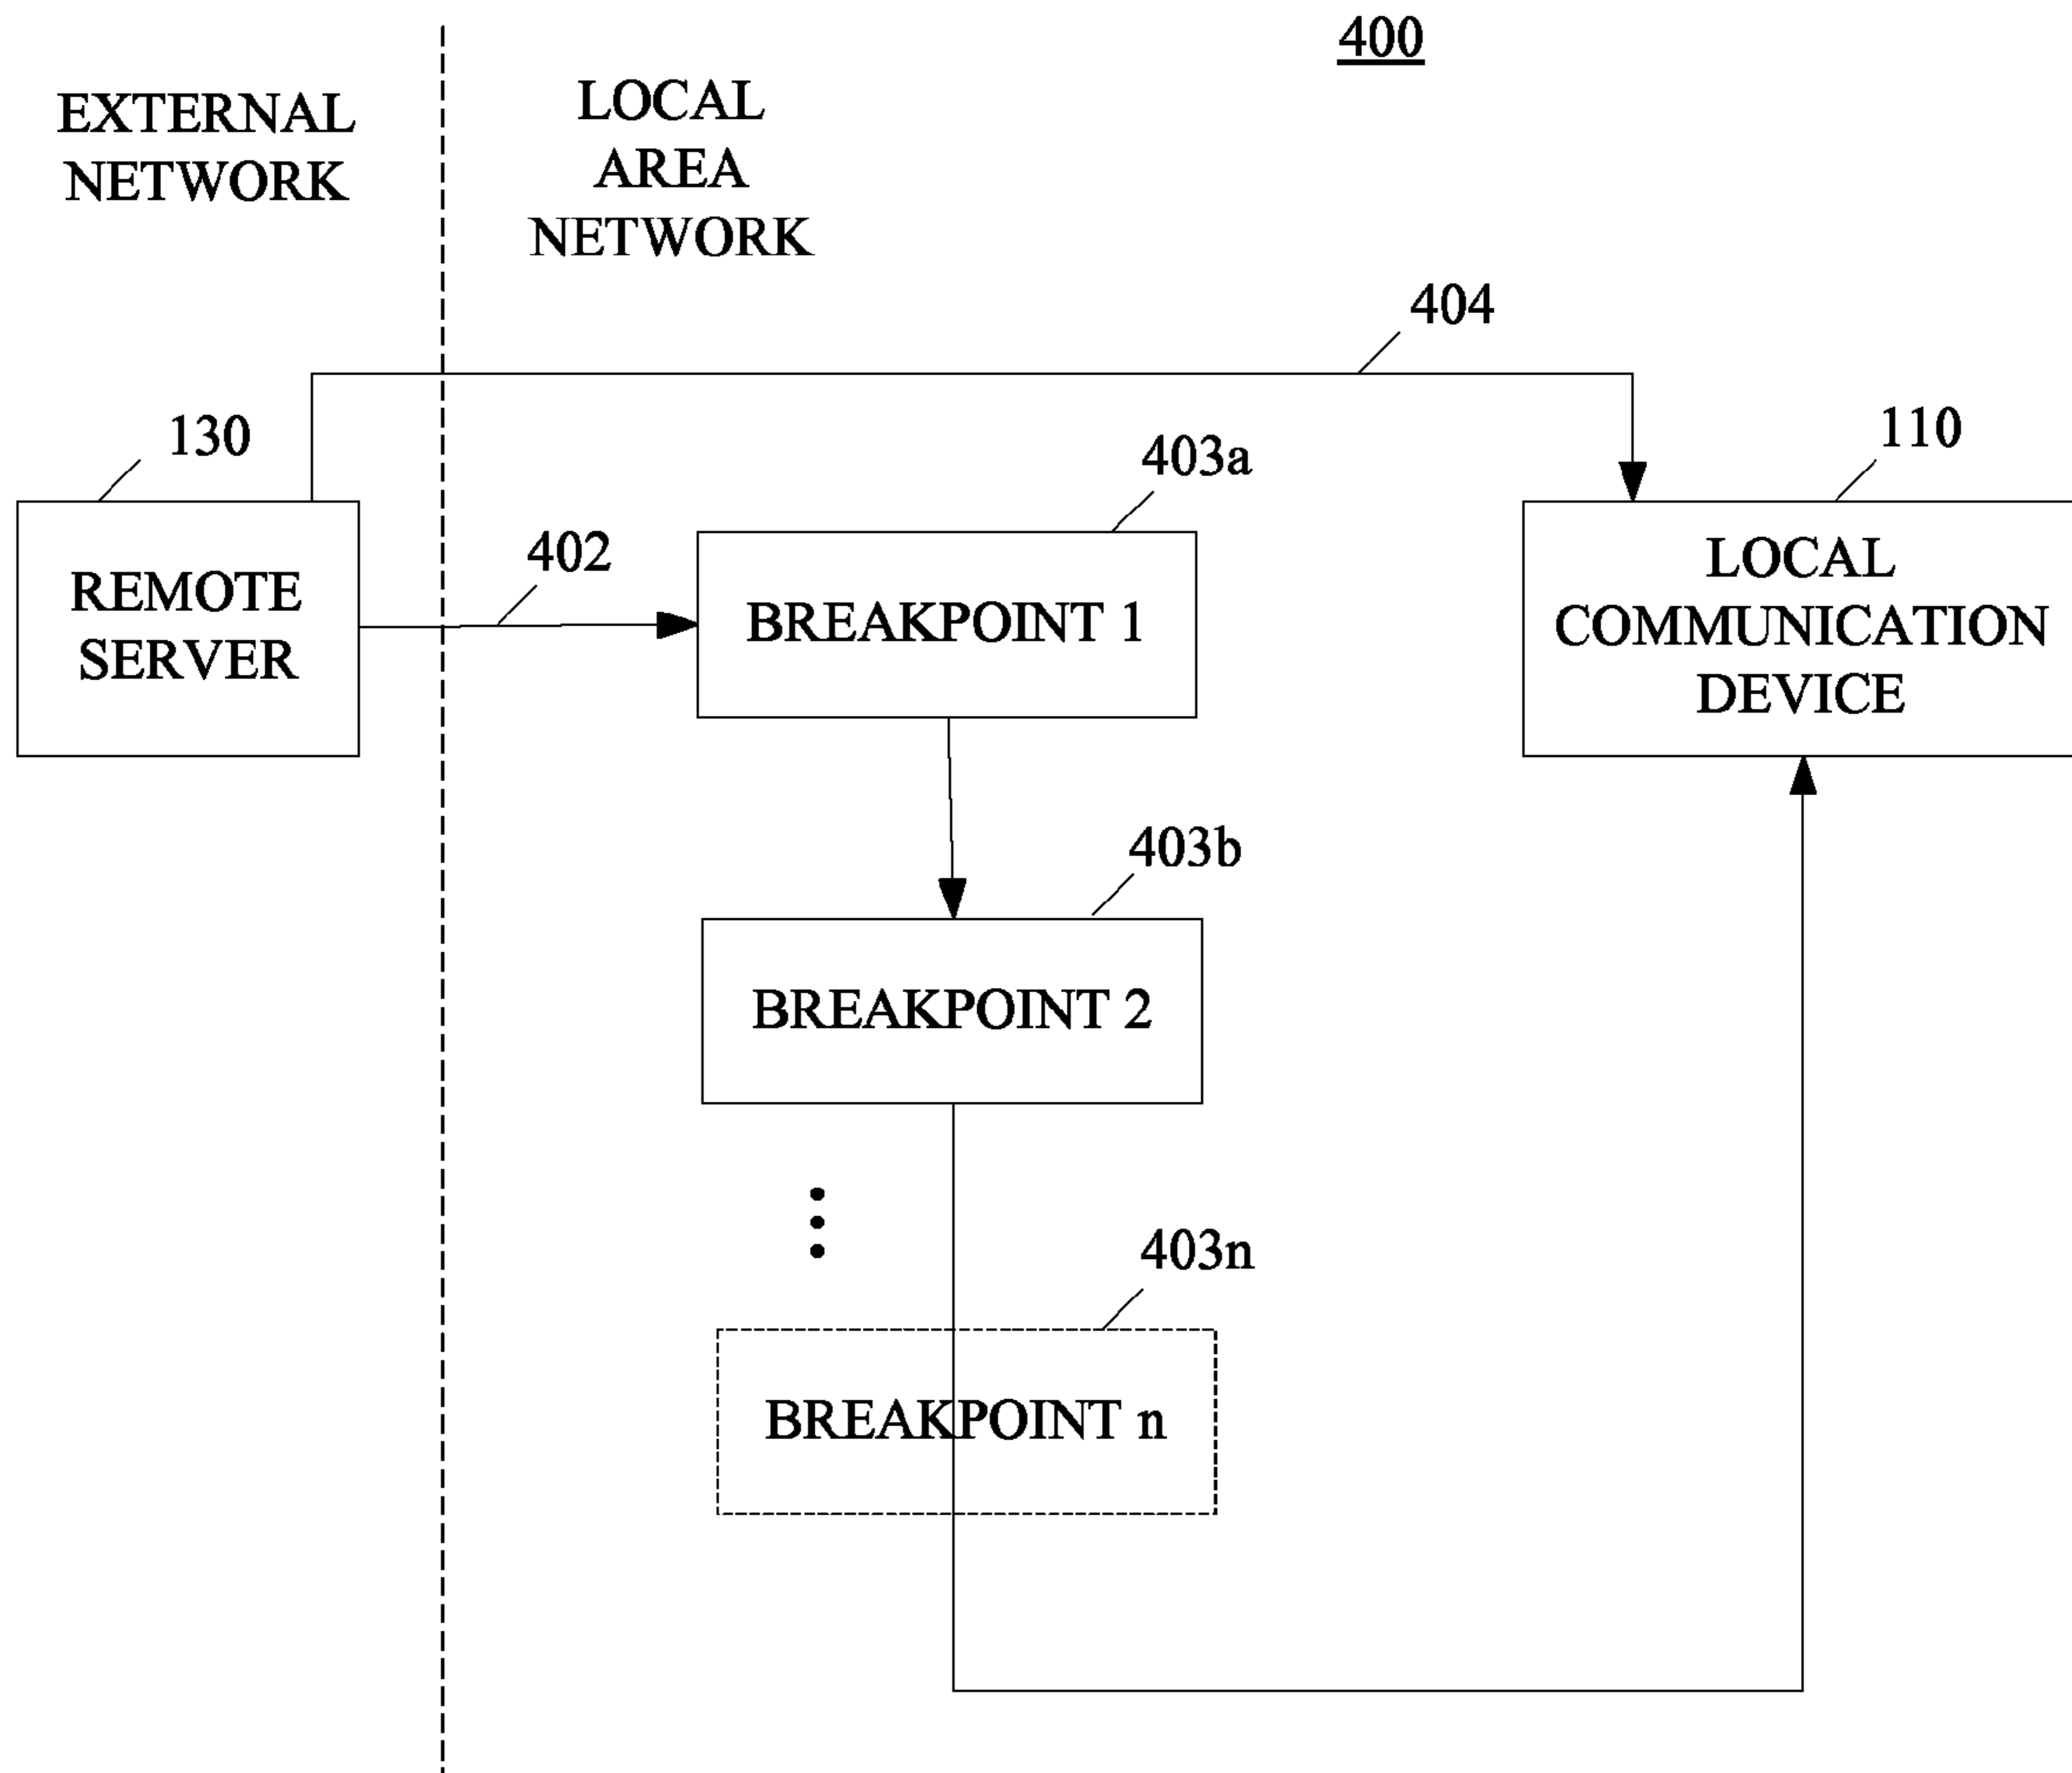 400
EXTERNAL
NETWORK
LOCAL
AREA
NETWORK
404
130
403a
110
402
REMOTE
SERVER
BREAKPOINT 1
LOCAL
COMMUNICATION
DEVICE
403b
BREAKPOINT 2
403n
BREAKPOINT n